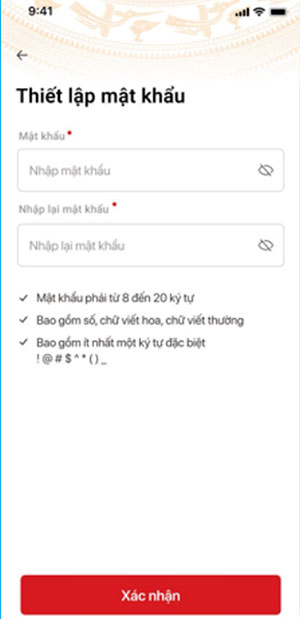 9:41
Thiết lập mật khẩu
Mật khẩu *
Nhập mật khẩu
Nhập lại mật khẩu *
Nhập lại mật khẩu
Mật khẩu phải từ 8 đến 20 ký tự
Bao gồm số, chữ viết hoa, chữ viết thường
Bao gồm ít nhất một ký tự đặc biệt
! @ # $ ^ * ( ) _
Xác nhận